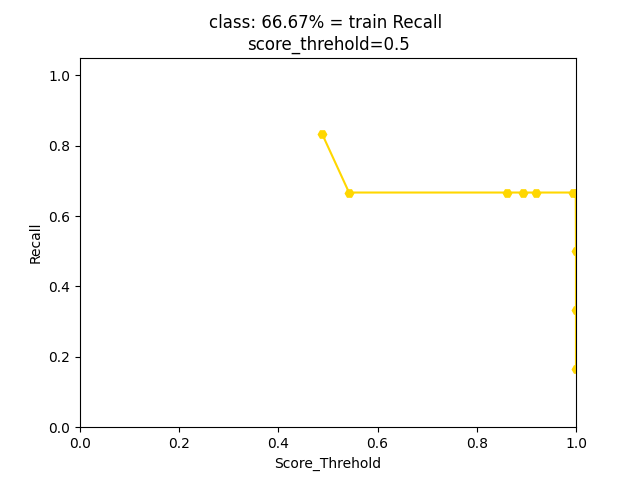 class: 66.67% = train Recall
score_threhold=0.5
1.0
0.8
0.6
0.4
0.2
0.0
Recall
0.0 0.2 0.4 0.6 0.8 1.0
Score_Threhold